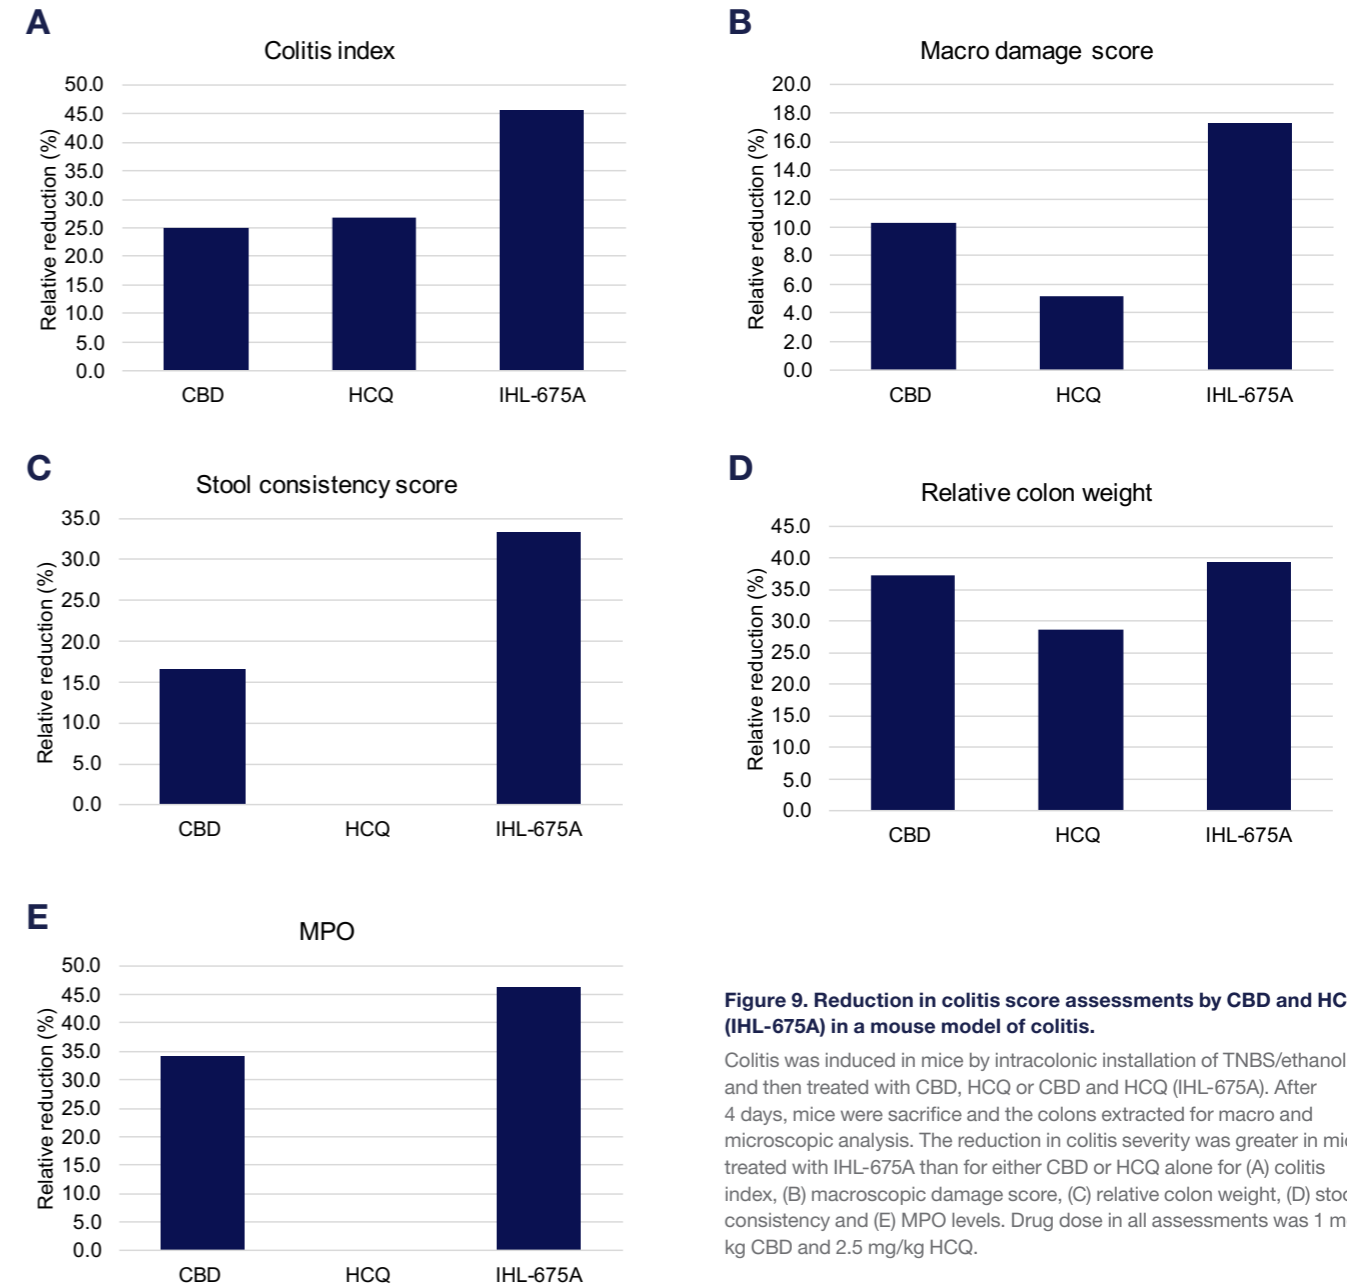 A
Colitis index
Relative reduction (%)
50.0
45.0
40.0
35.0
30.0
25.0
20.0
15.0
10.0
5.0
0.0
CBD HCQ IHL-675A
B
Macro damage score
Relative reduction (%)
20.0
18.0
16.0
14.0
12.0
10.0
8.0
6.0
4.0
2.0
0.0
CBD HCQ IHL-675A
C
Stool consistency score
Relative reduction (%)
35.0
30.0
25.0
20.0
15.0
10.0
5.0
0.0
CBD HCQ IHL-675A
D
Relative colon weight
Relative reduction (%)
45.0
40.0
35.0
30.0
25.0
20.0
15.0
10.0
5.0
0.0
CBD HCQ IHL-675A
E
MPO
Relative reduction (%)
50.0
45.0
40.0
35.0
30.0
25.0
20.0
15.0
10.0
5.0
0.0
CBD HCQ IHL-675A
Figure 9. Reduction in colitis score assessments by CBD and
(IHL-675A) in a mouse model of colitis.
Colitis was induced in mice by intracolonic installation of TNBS/ethanol
and then treated with CBD, HCQ or CBD and HCQ (IHL-675A). After
4 days, mice were sacrifice and the colons extracted for macro and
microscopic analysis. The reduction in colitis severity was greater in
treated with IHL-675A than for either CBD or HCQ alone for (A) colitis
index, (B) macroscopic damage score, (C) relative colon weight, (D)
consistency and (E) MPO levels. Drug dose in all assessments was 1
kg CBD and 2.5 mg/kg HCQ.